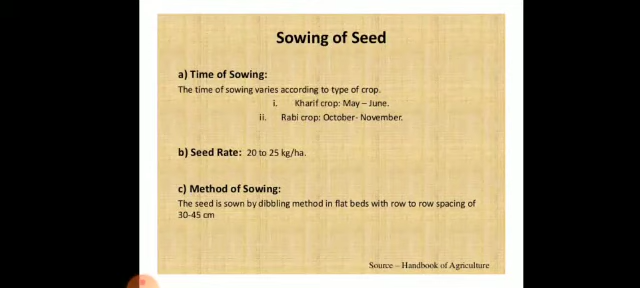 Sowing of Seed
a) Time of Sowing:
The time of sowing varies according to type of crop.
i. Kharif crop: May – June.
ii. Rabi crop: October- November.
b) Seed Rate: 20 to 25 kg/ha.
c) Method of Sowing:
The seed is sown by dibbling method in flat beds with row to row spacing of
30-45 cm
Source – Handbook of Agriculture